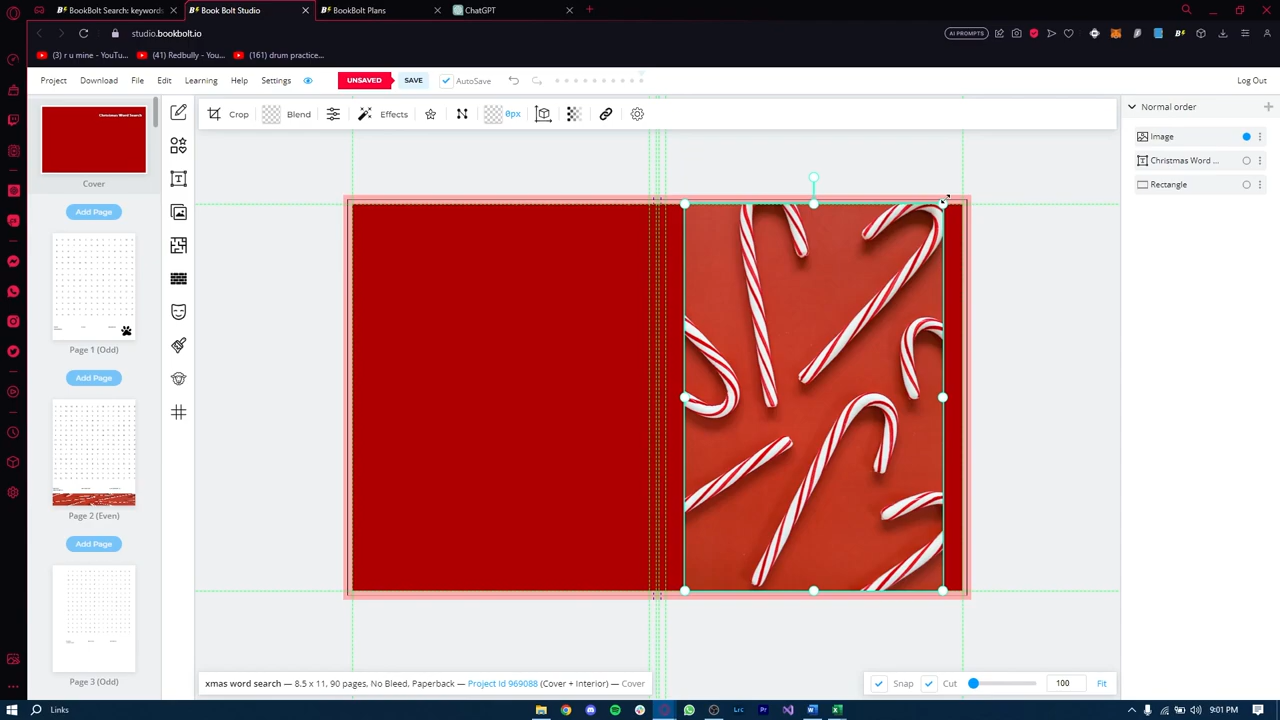 BookBolt Search: keywords
Book Bolt Studio
BookBolt Plans
ChatGPT
studio.bookbolt.io
AI PROMPTS
(3) r u mine - YouTu...
(41) Redbully - You...
(161) drum practice...
Project
Download
File
Edit
Learning
Help
Settings
UNSAVED
SAVE
AutoSave
Log Out
Crop
Blend
Effects
0px
Normal order
Image
Christmas Word ...
Rectangle
Christmas Word Search
Cover
Add Page
Page 1 (Odd)
Add Page
Page 2 (Even)
Add Page
Page 3 (Odd)
xmas word search — 8.5 x 11, 90 pages, No Bleed, Paperback — Project Id 969088 (Cover + Interior) — Cover
Snap
Cut
100
Fit
Links
Lrc
9:01 PM